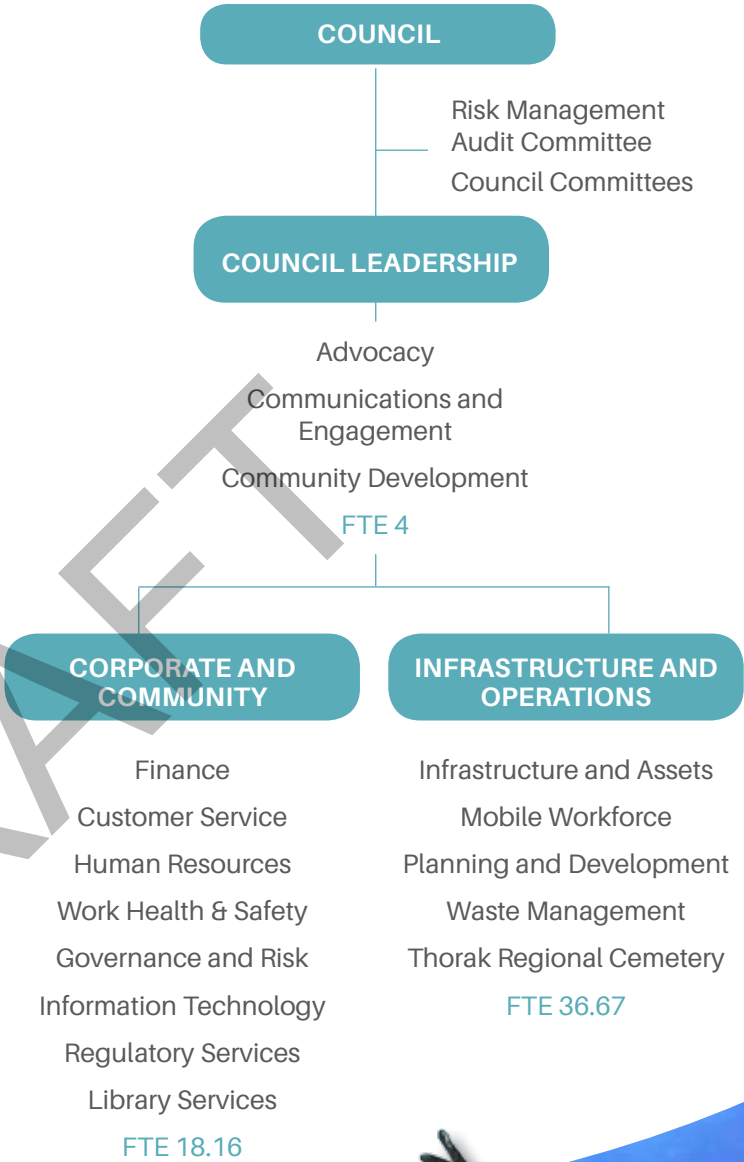 COUNCIL
Risk Management
Audit Committee
Council Committees
COUNCIL LEADERSHIP
Advocacy
Communications and
Engagement
Community Development
FTE 4
CORPORATE AND
COMMUNITY
Finance
Customer Service
Human Resources
Work Health & Safety
Governance and Risk
Information Technology
Regulatory Services
Library Services
FTE 18.16
INFRASTRUCTURE AND
OPERATIONS
Infrastructure and Assets
Mobile Workforce
Planning and Development
Waste Management
Thorak Regional Cemetery
FTE 36.67